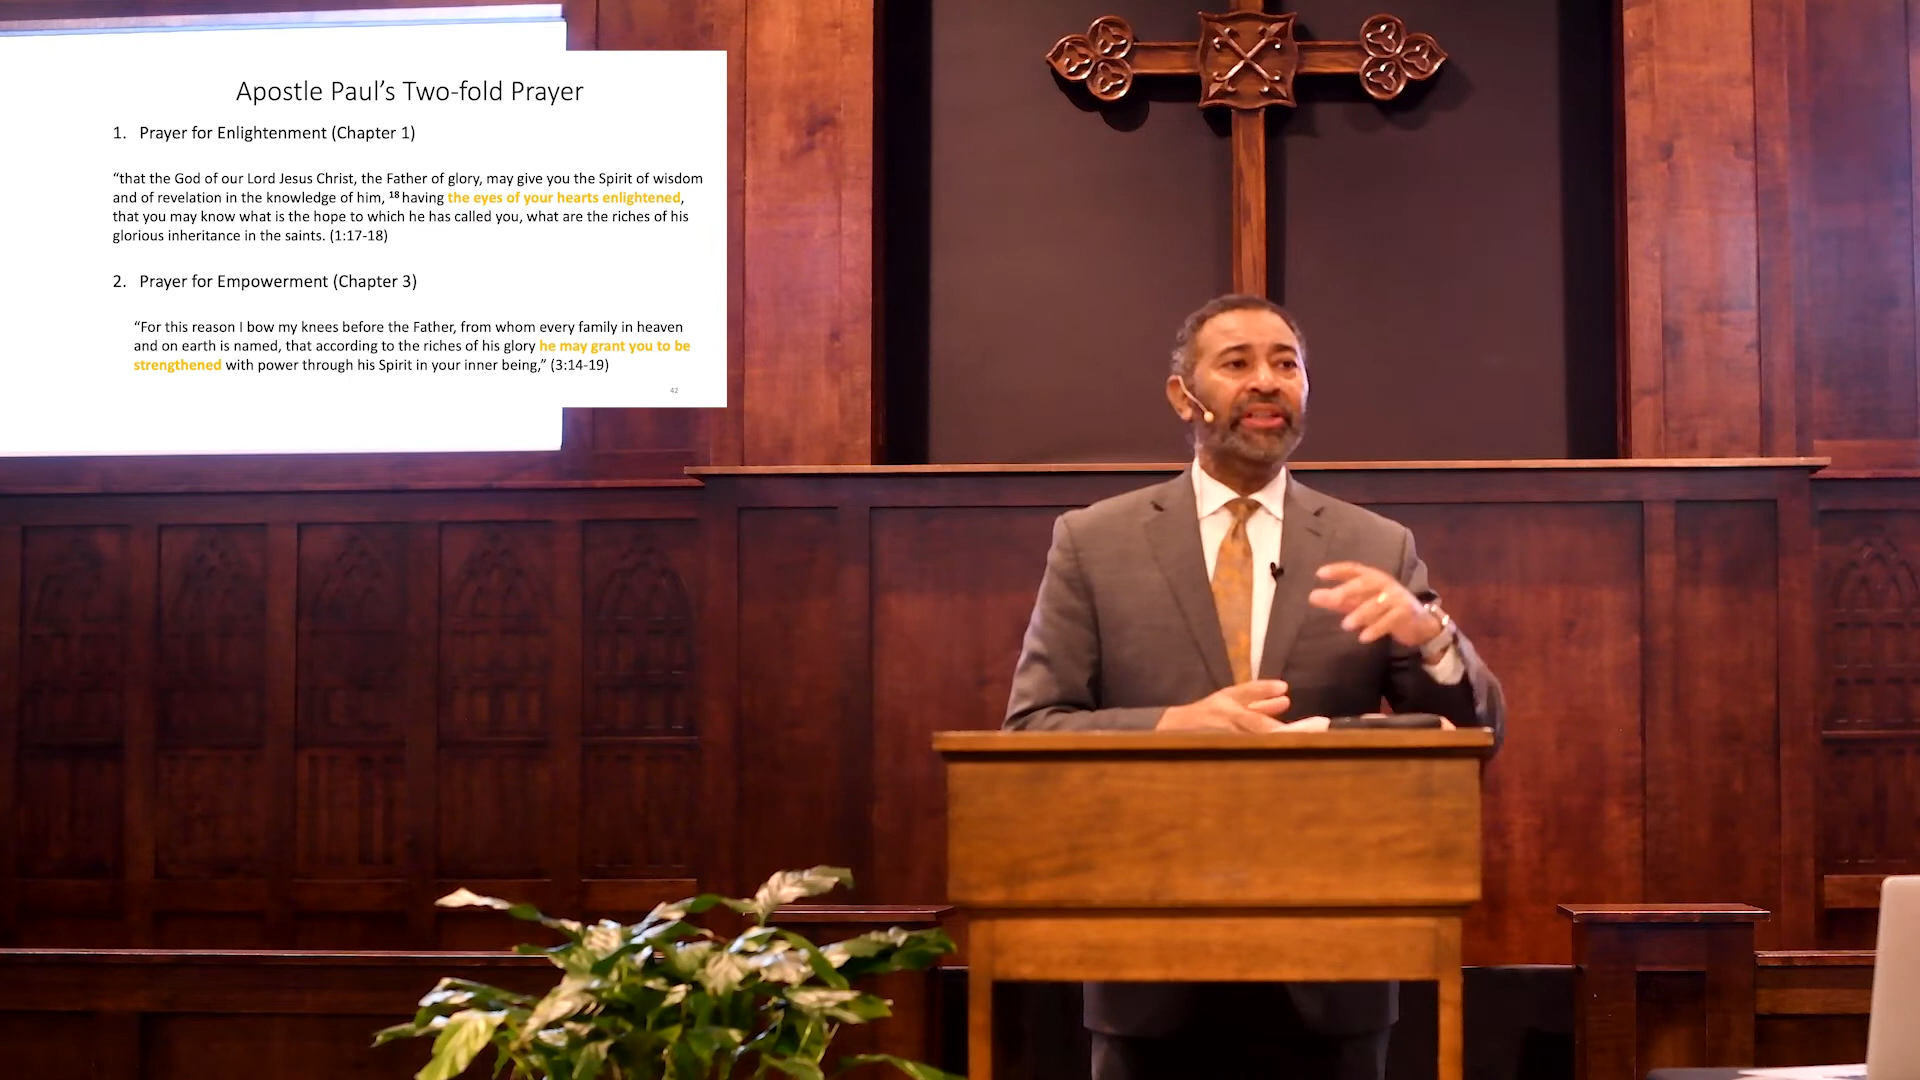 Apostle Paul’s Two-fold Prayer
1. Prayer for Enlightenment (Chapter 1)
“that the God of our Lord Jesus Christ, the Father of glory, may give you the Spirit of wisdom
and of revelation in the knowledge of him, 18 having the eyes of your hearts enlightened,
that you may know what is the hope to which he has called you, what are the riches of his
glorious inheritance in the saints. (1:17-18)
2. Prayer for Empowerment (Chapter 3)
“For this reason I bow my knees before the Father, from whom every family in heaven
and on earth is named, that according to the riches of his glory he may grant you to be
strengthened with power through his Spirit in your inner being,” (3:14-19)
42